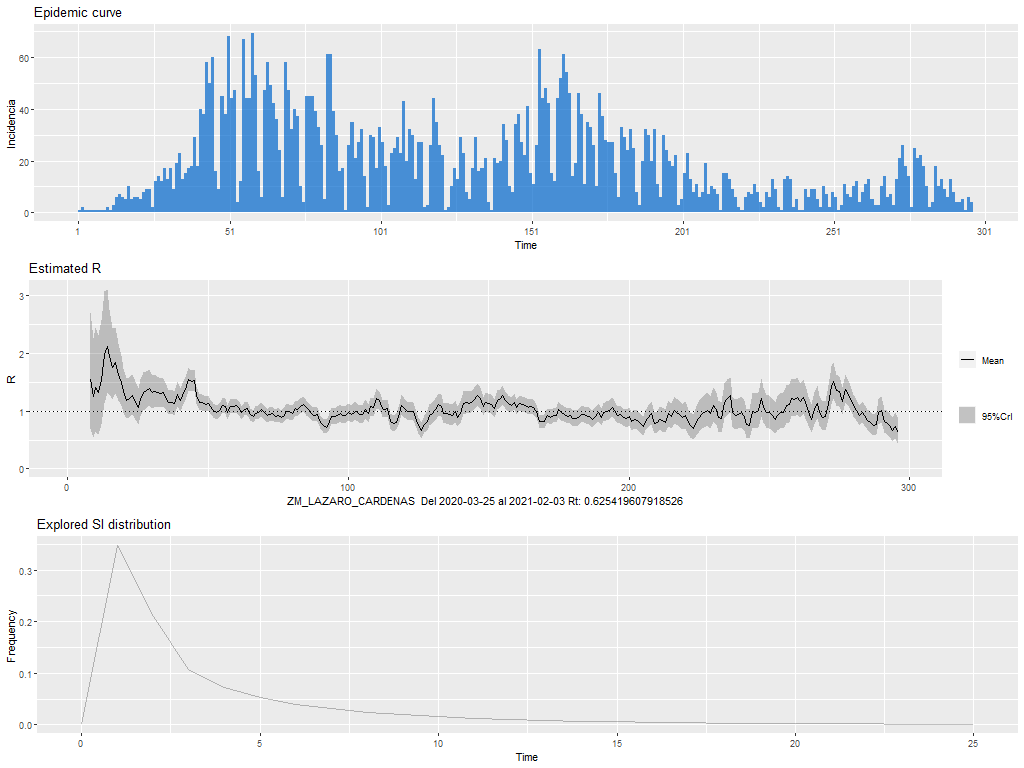 Epidemic curve
60
40
20
0
Incidencia
1 51 101 151 201 251 301
Time
Estimated R
3
2
1
0
R
0 100 200 300
ZM_LAZARO_CARDENAS Del 2020-03-25 al 2021-02-03 Rt: 0.625419607918526
Mean
95%CrI
Explored SI distribution
0.3
0.2
0.1
0.0
Frequency
0 5 10 15 20 25
Time